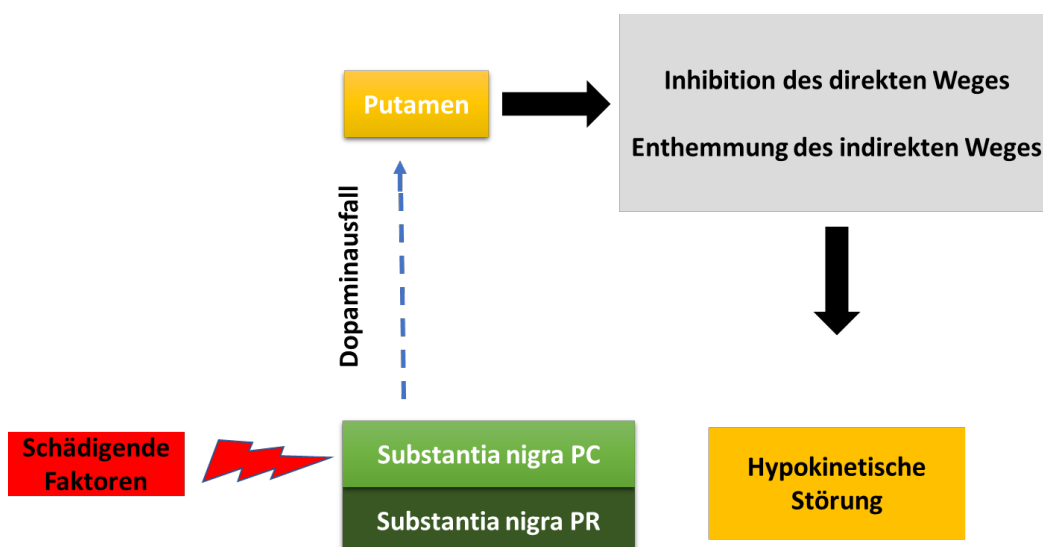 Putamen
Inhibition des direkten Weges
Enthemmung des indirekten Weges
Dopaminausfall
Schädigende
Faktoren
Substantia nigra PC
Substantia nigra PR
Hypokinetische
Störung